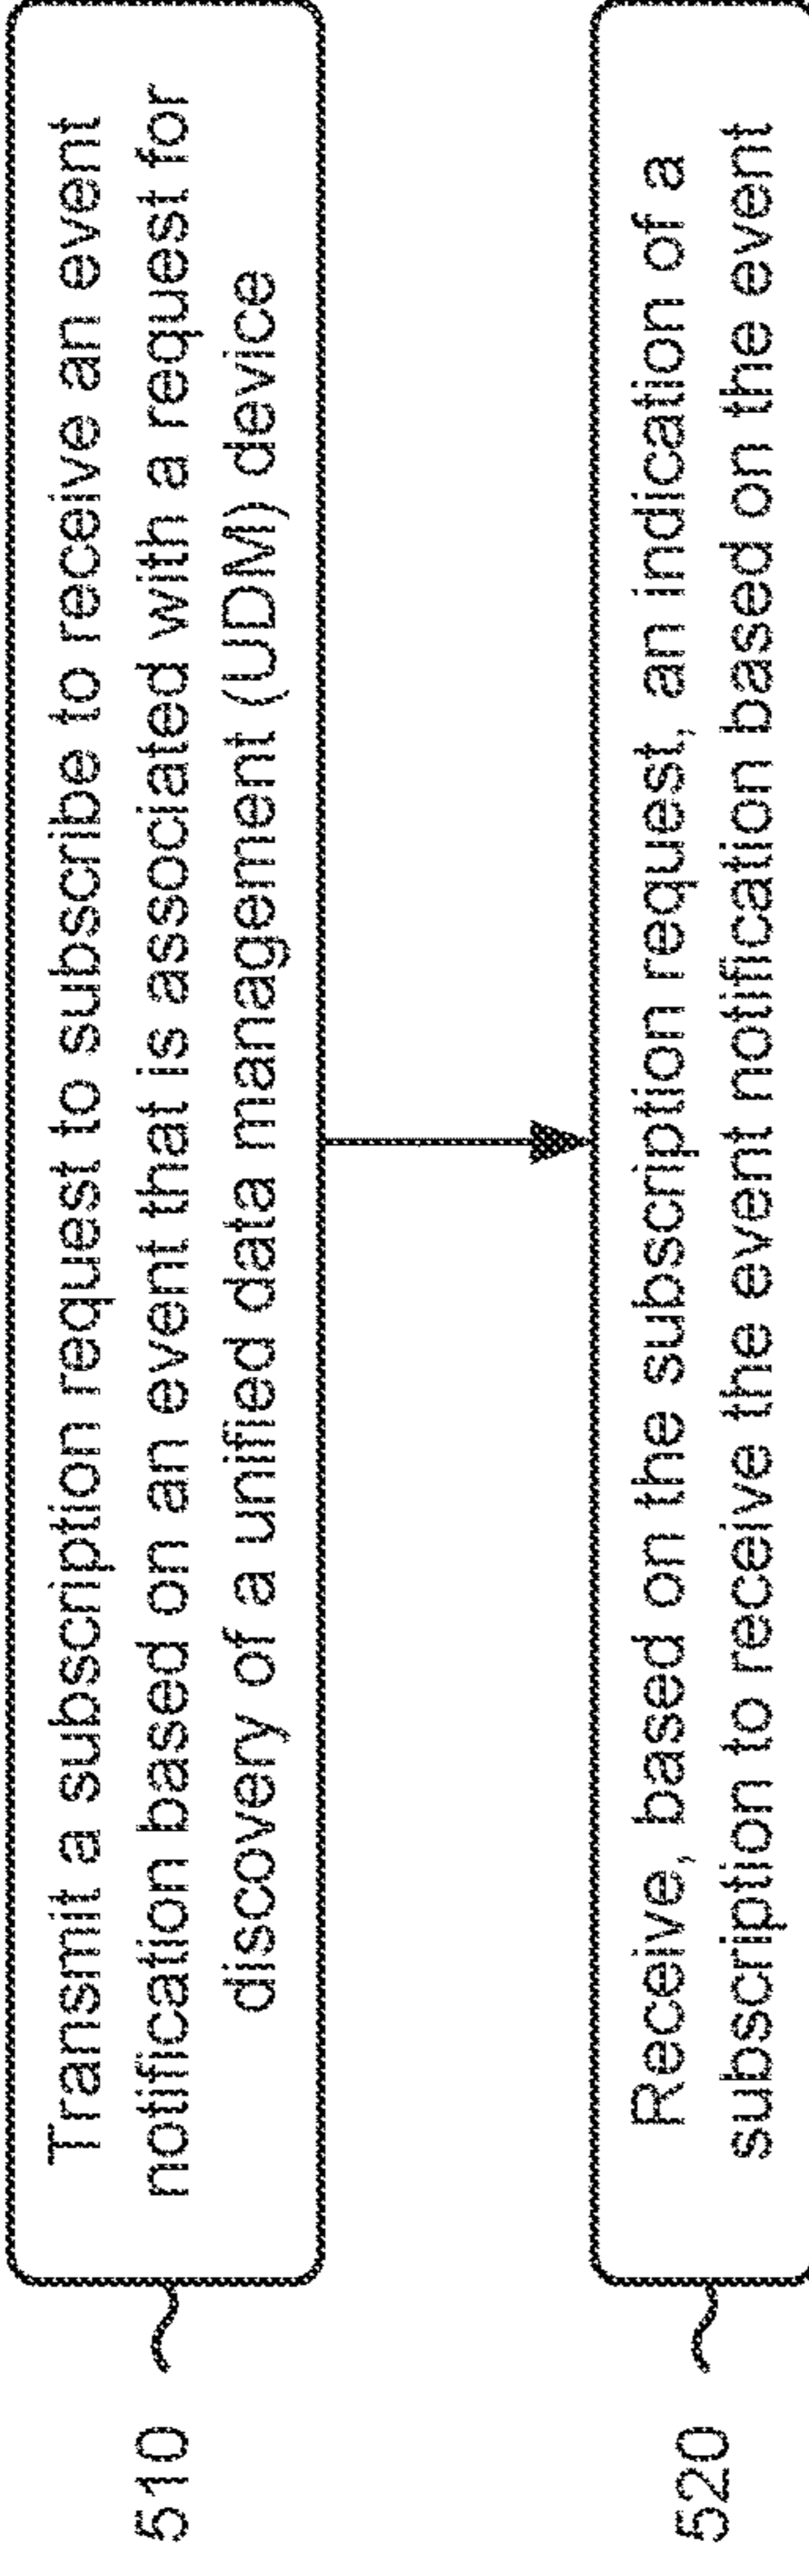 510
Transmit a subscription request to subscribe to receive an event
notification based on an event that is associated with a request for
discovery of a unified data management (UDM) device
520
Receive, based on the subscription request, an indication of a
subscription to receive the event notification based on the event